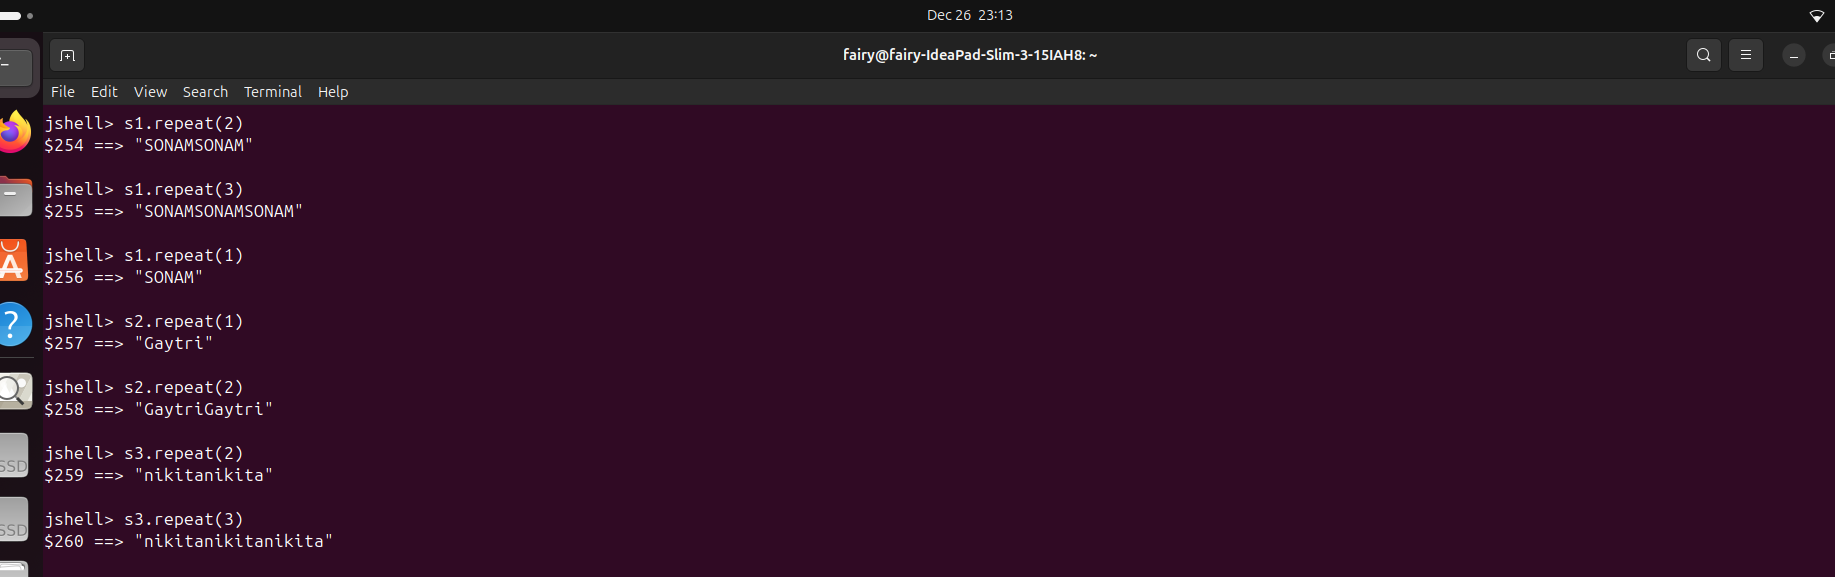 Dec 26 23:13
fairy@fairy-IdeaPad-Slim-3-15IAH8: ~
File Edit View Search Terminal Help
jshell> s1.repeat(2)
$254 ==> "SONAMSONAM"
jshell> s1.repeat(3)
$255 ==> "SONAMSONAMSONAM"
jshell> s1.repeat(1)
$256 ==> "SONAM"
jshell> s2.repeat(1)
$257 ==> "Gaytri"
jshell> s2.repeat(2)
$258 ==> "GaytriGaytri"
jshell> s3.repeat(2)
$259 ==> "nikitanikita"
jshell> s3.repeat(3)
$260 ==> "nikitanikitanikita"
SSD
SSD